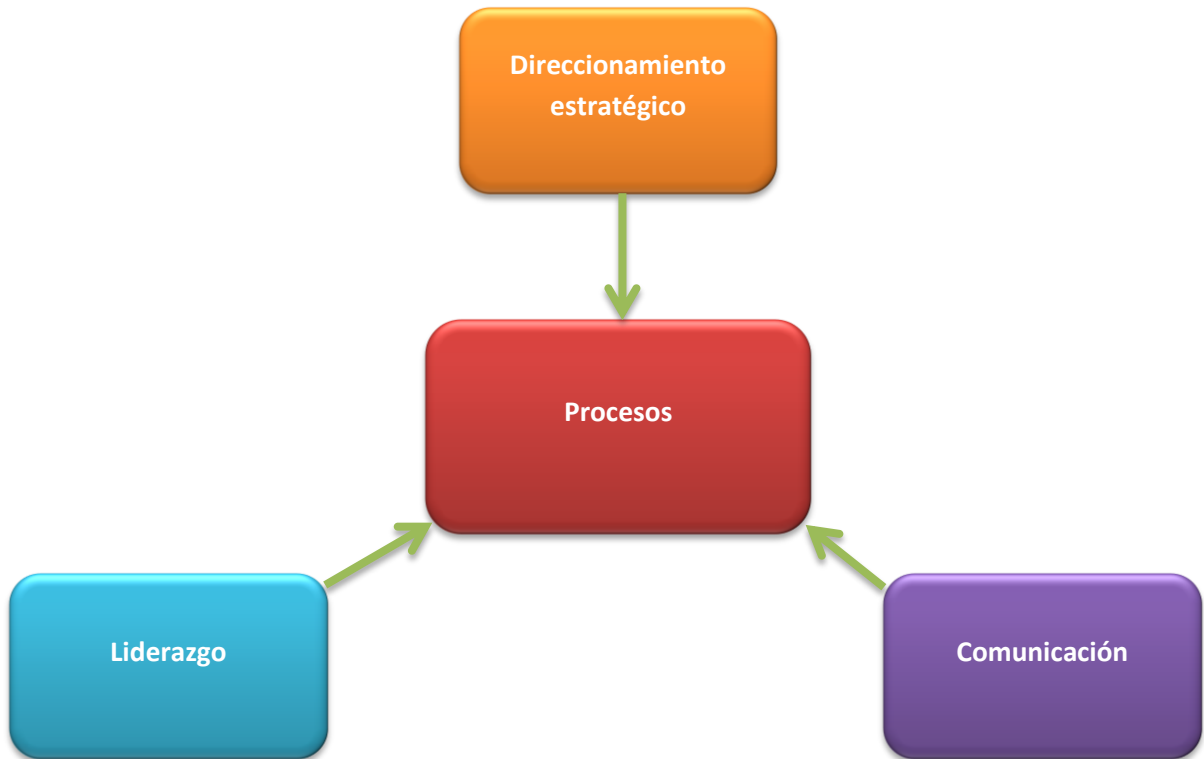 Direccionamiento
estratégico
Procesos
Liderazgo
Comunicación